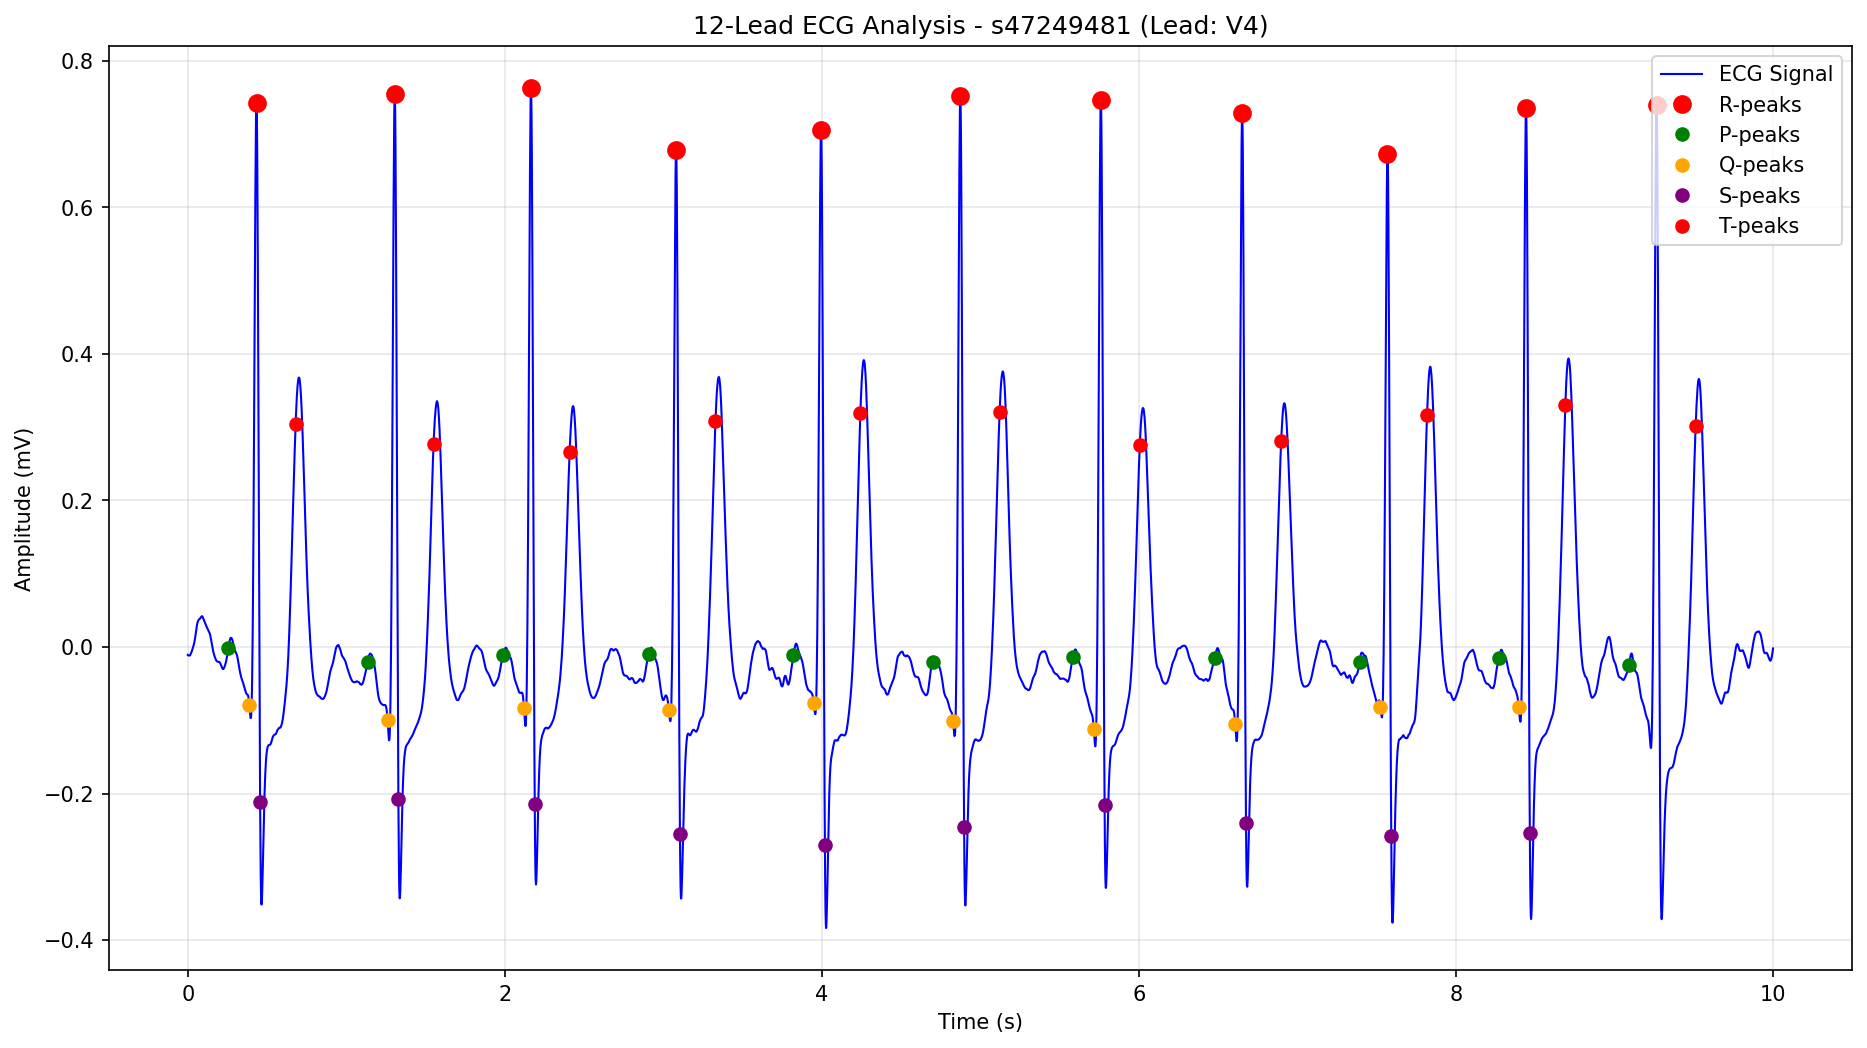 12-Lead ECG Analysis - s47249481 (Lead: V4)
ECG Signal
R-peaks
P-peaks
Q-peaks
S-peaks
T-peaks
Amplitude (mV)
0.8
0.6
0.4
0.2
0.0
−0.2
−0.4
0 2 4 6 8 10
Time (s)